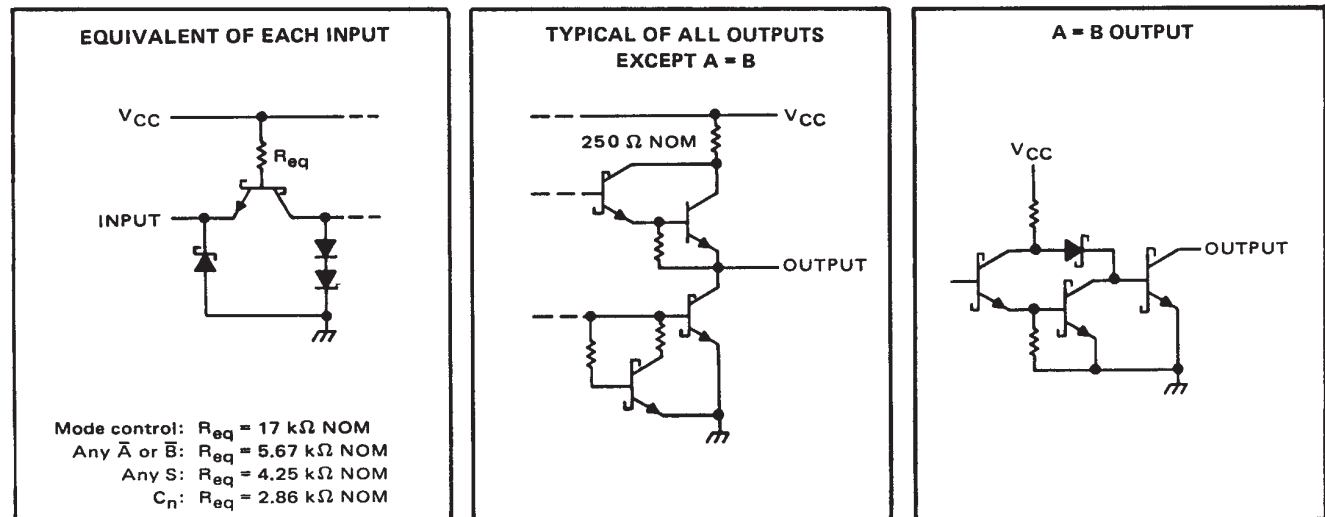 EQUIVALENT OF EACH INPUT
VCC
Req
INPUT
Mode control: Req = 17 kΩ NOM
Any A̅ or B̅: Req = 5.67 kΩ NOM
Any S: Req = 4.25 kΩ NOM
Cn: Req = 2.86 kΩ NOM
TYPICAL OF ALL OUTPUTS
EXCEPT A = B
VCC
250 Ω NOM
OUTPUT
A = B OUTPUT
VCC
OUTPUT